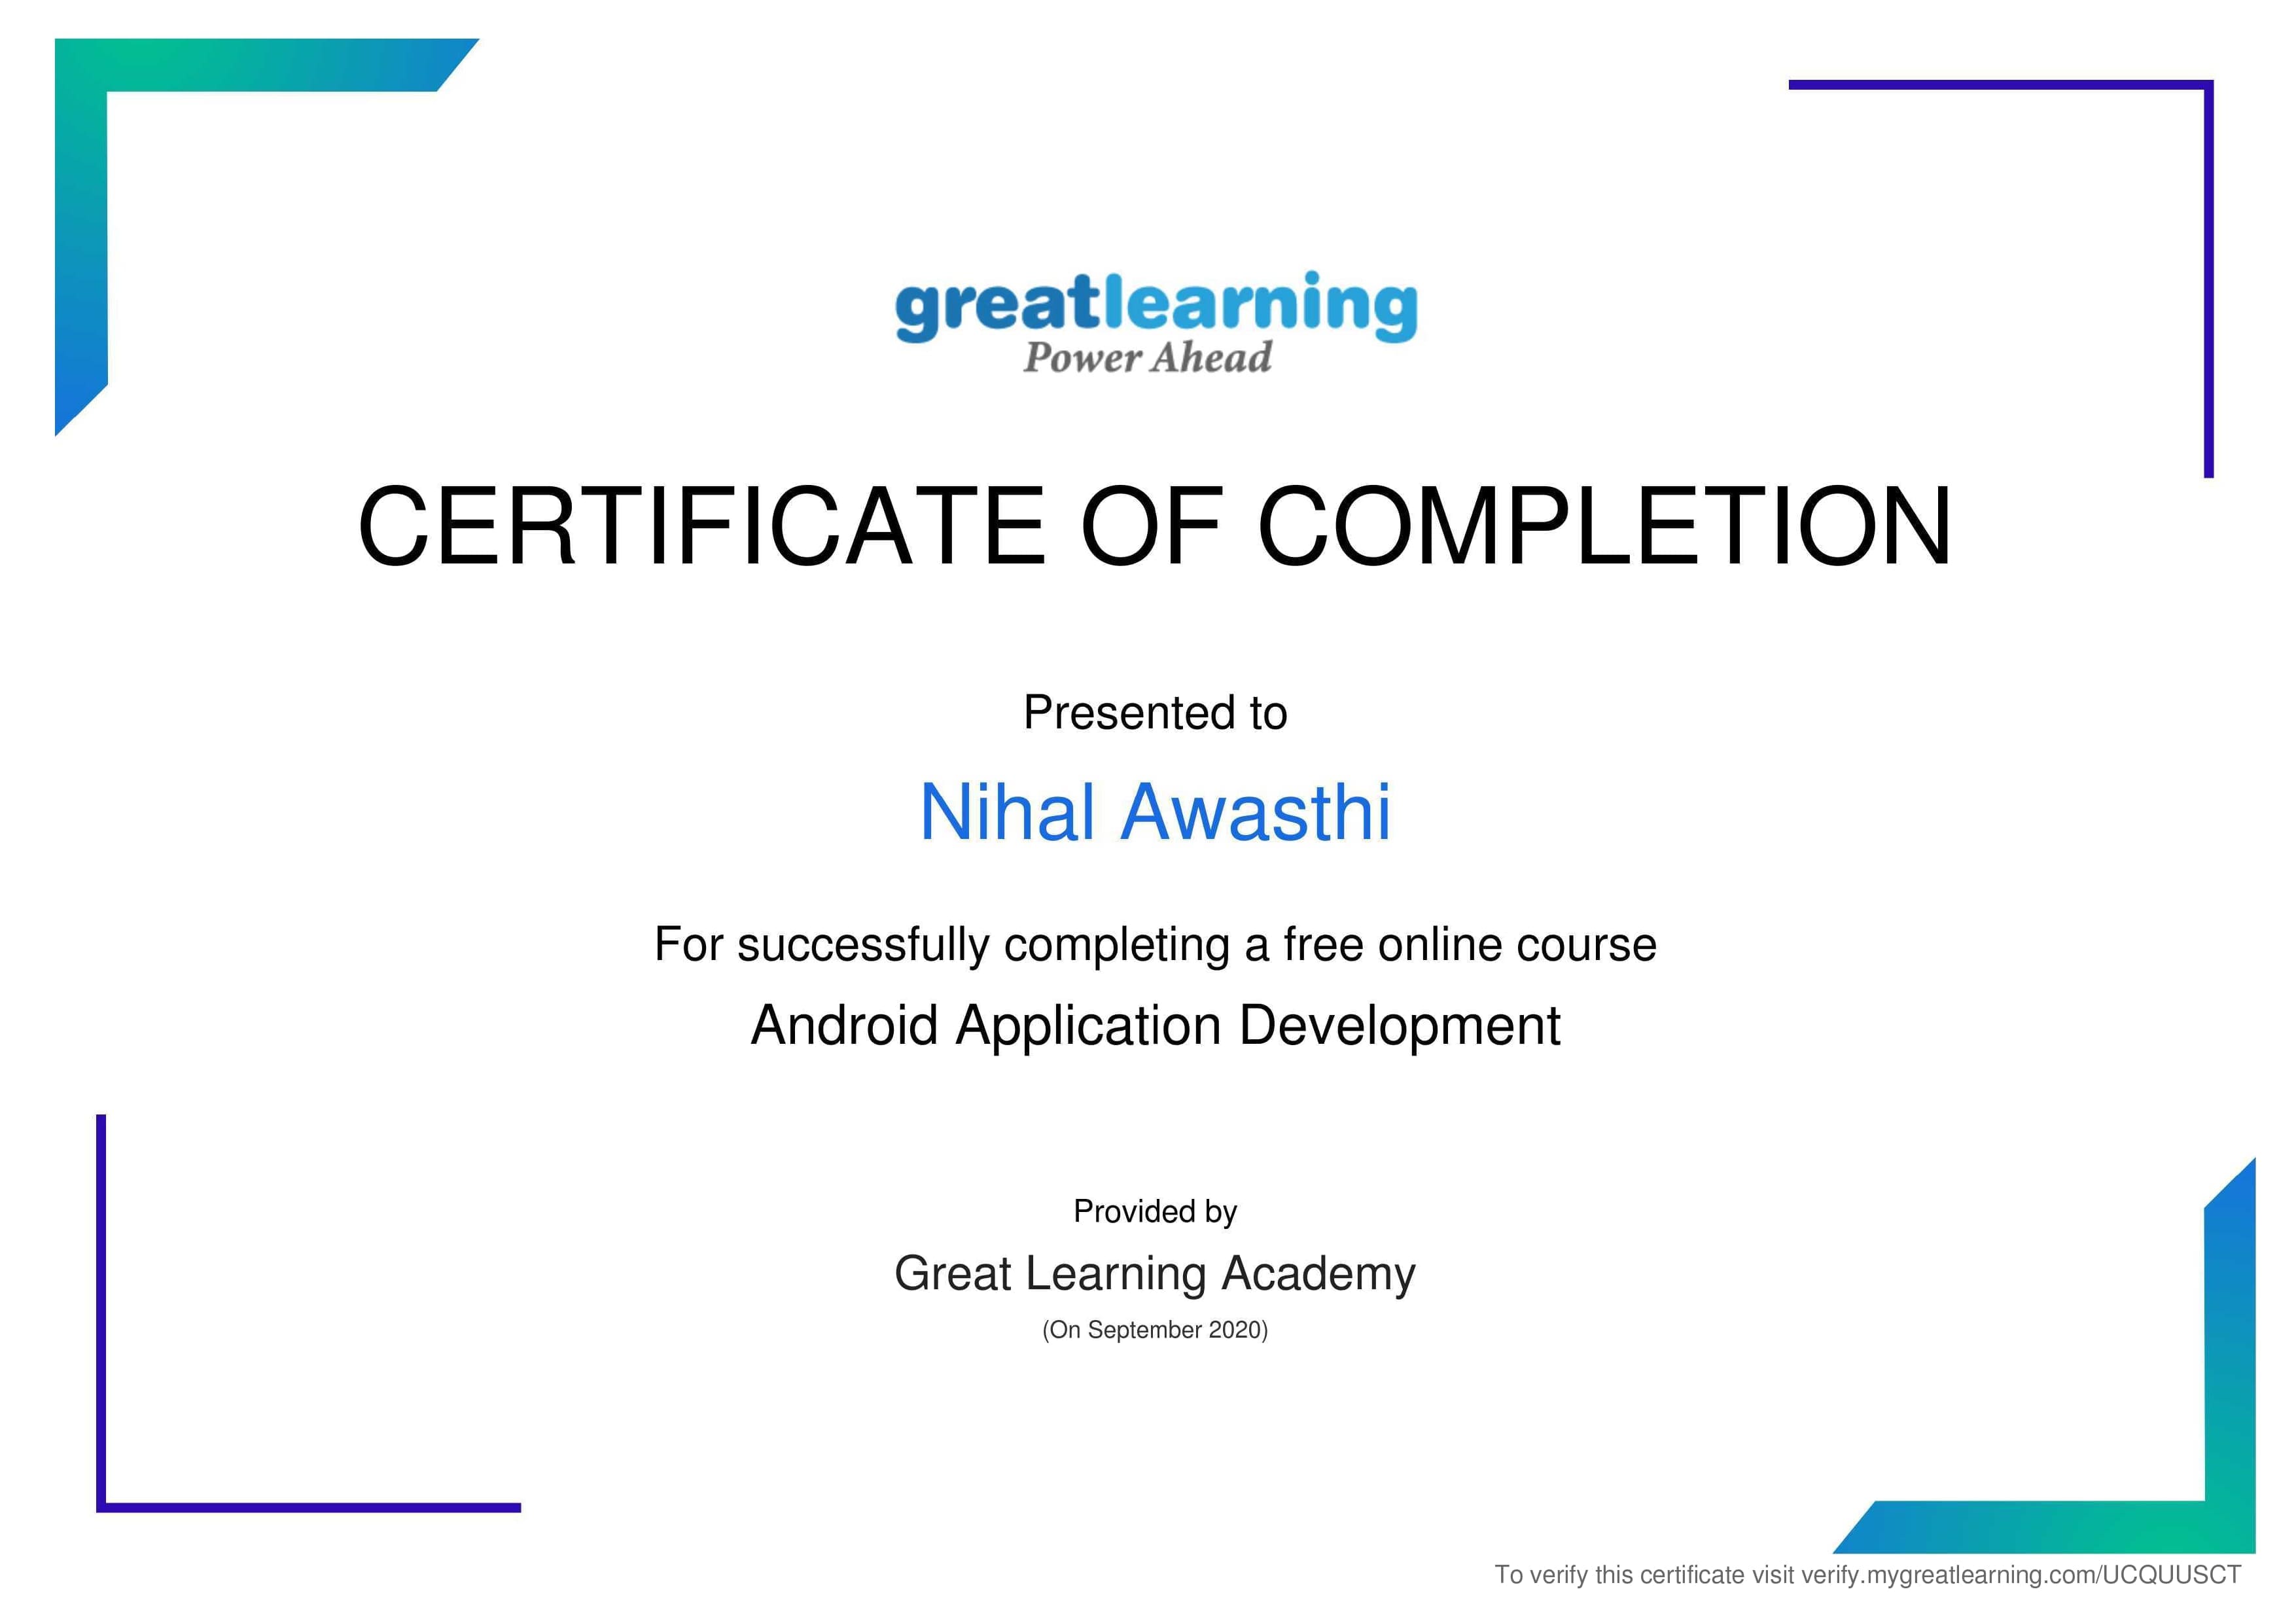 greatlearning
Power Ahead
CERTIFICATE OF COMPLETION
Presented to
Nihal Awasthi
For successfully completing a free online course
Android Application Development
Provided by
Great Learning Academy
(On September 2020)
To verify this certificate visit verify.mygreatlearning.com/UCQUUSCT